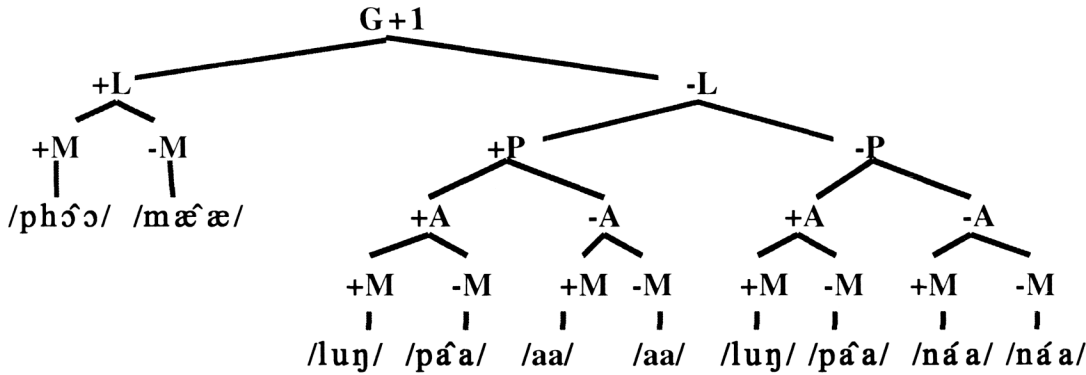 G+1
+L -L
+M -M +P -P
/phɔ̂ɔ/ /mæ̂æ/ +A -A +A -A
+M -M +M -M +M -M +M -M
/luŋ/ /pâa/ /aa/ /aa/ /luŋ/ /pâa/ /náa/ /náa/